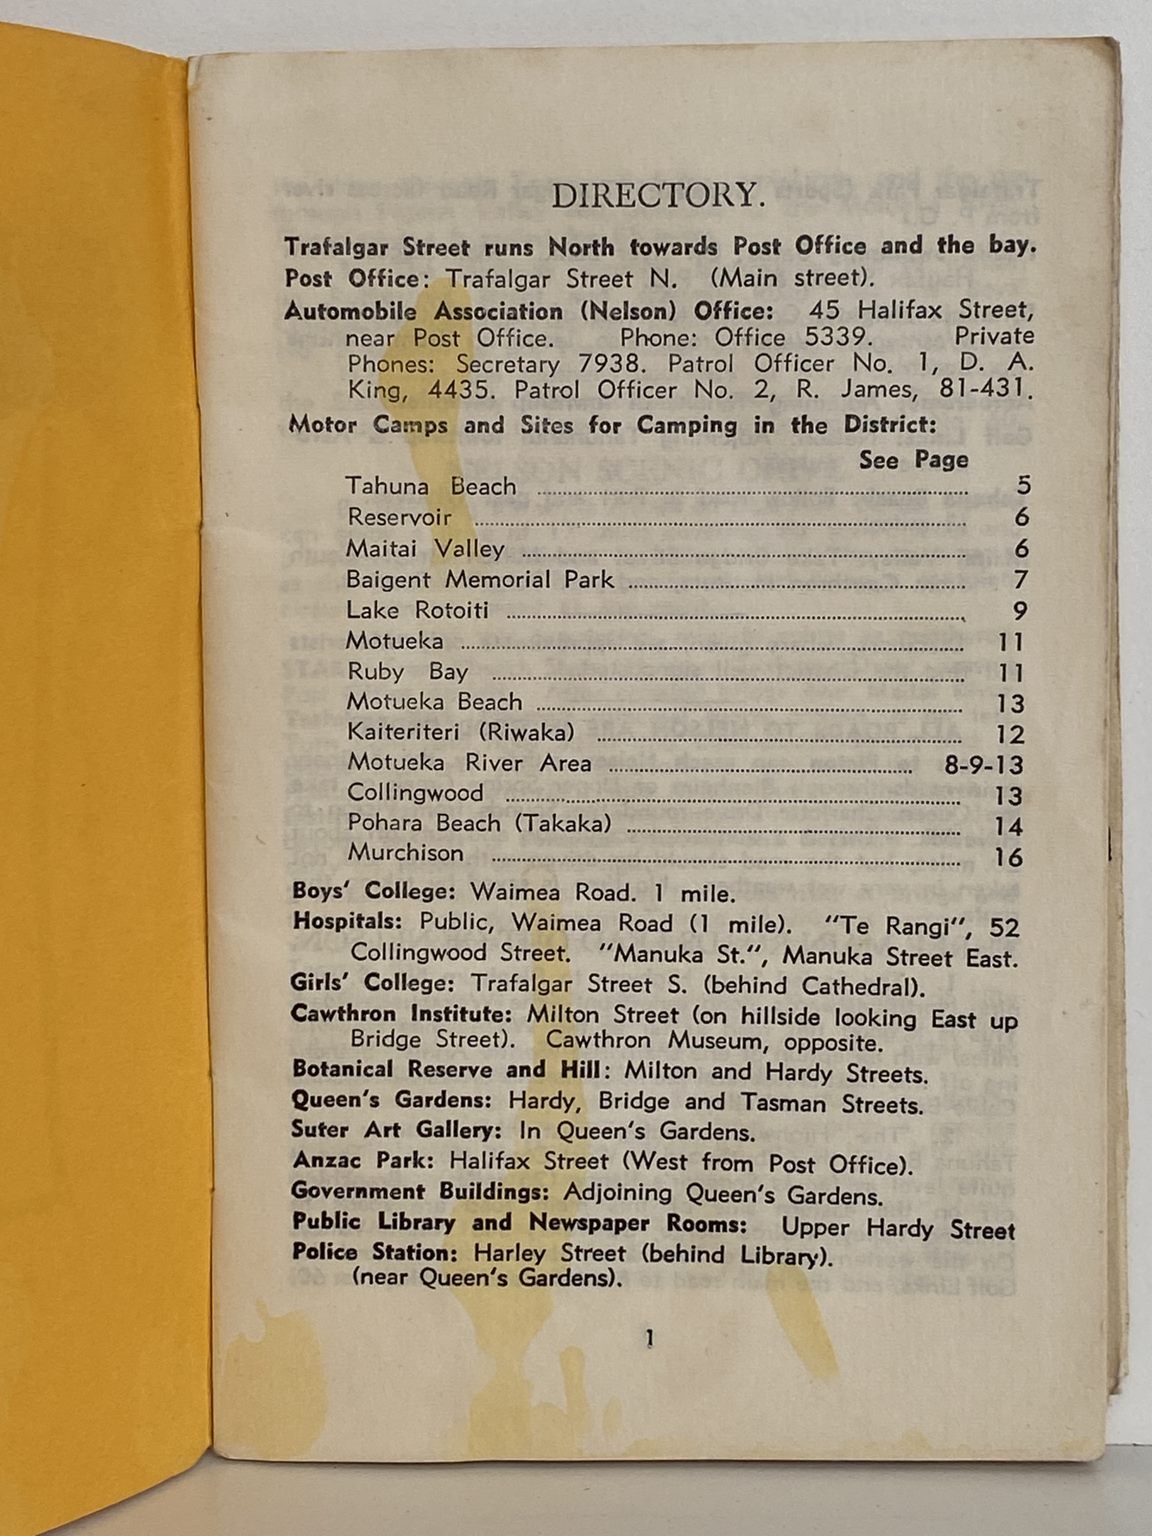 DIRECTORY.
Trafalgar Street runs North towards Post Office and the bay.
Post Office: Trafalgar Street N. (Main street).
Automobile Association (Nelson) Office: 45 Halifax Street,
near Post Office. Phone: Office 5339. Private
Phones: Secretary 7938. Patrol Officer No. 1, D. A.
King, 4435. Patrol Officer No. 2, R. James, 81-431.
Motor Camps and Sites for Camping in the District:
See Page
Tahuna Beach ........ 5
Reservoir ........ 6
Maitai Valley ........ 6
Baigent Memorial Park ........ 7
Lake Rotoiti ........ 9
Motueka ........ 11
Ruby Bay ........ 11
Motueka Beach ........ 13
Kaiteriteri (Riwaka) ........ 12
Motueka River Area ........ 8-9-13
Collingwood ........ 13
Pohara Beach (Takaka) ........ 14
Murchison ........ 16
Boys' College: Waimea Road. 1 mile.
Hospitals: Public, Waimea Road (1 mile). "Te Rangi", 52
Collingwood Street. "Manuka St.", Manuka Street East.
Girls' College: Trafalgar Street S. (behind Cathedral).
Cawthron Institute: Milton Street (on hillside looking East up
Bridge Street). Cawthron Museum, opposite.
Botanical Reserve and Hill: Milton and Hardy Streets.
Queen's Gardens: Hardy, Bridge and Tasman Streets.
Suter Art Gallery: In Queen's Gardens.
Anzac Park: Halifax Street (West from Post Office).
Government Buildings: Adjoining Queen's Gardens.
Public Library and Newspaper Rooms: Upper Hardy Street
Police Station: Harley Street (behind Library).
(near Queen's Gardens).
1